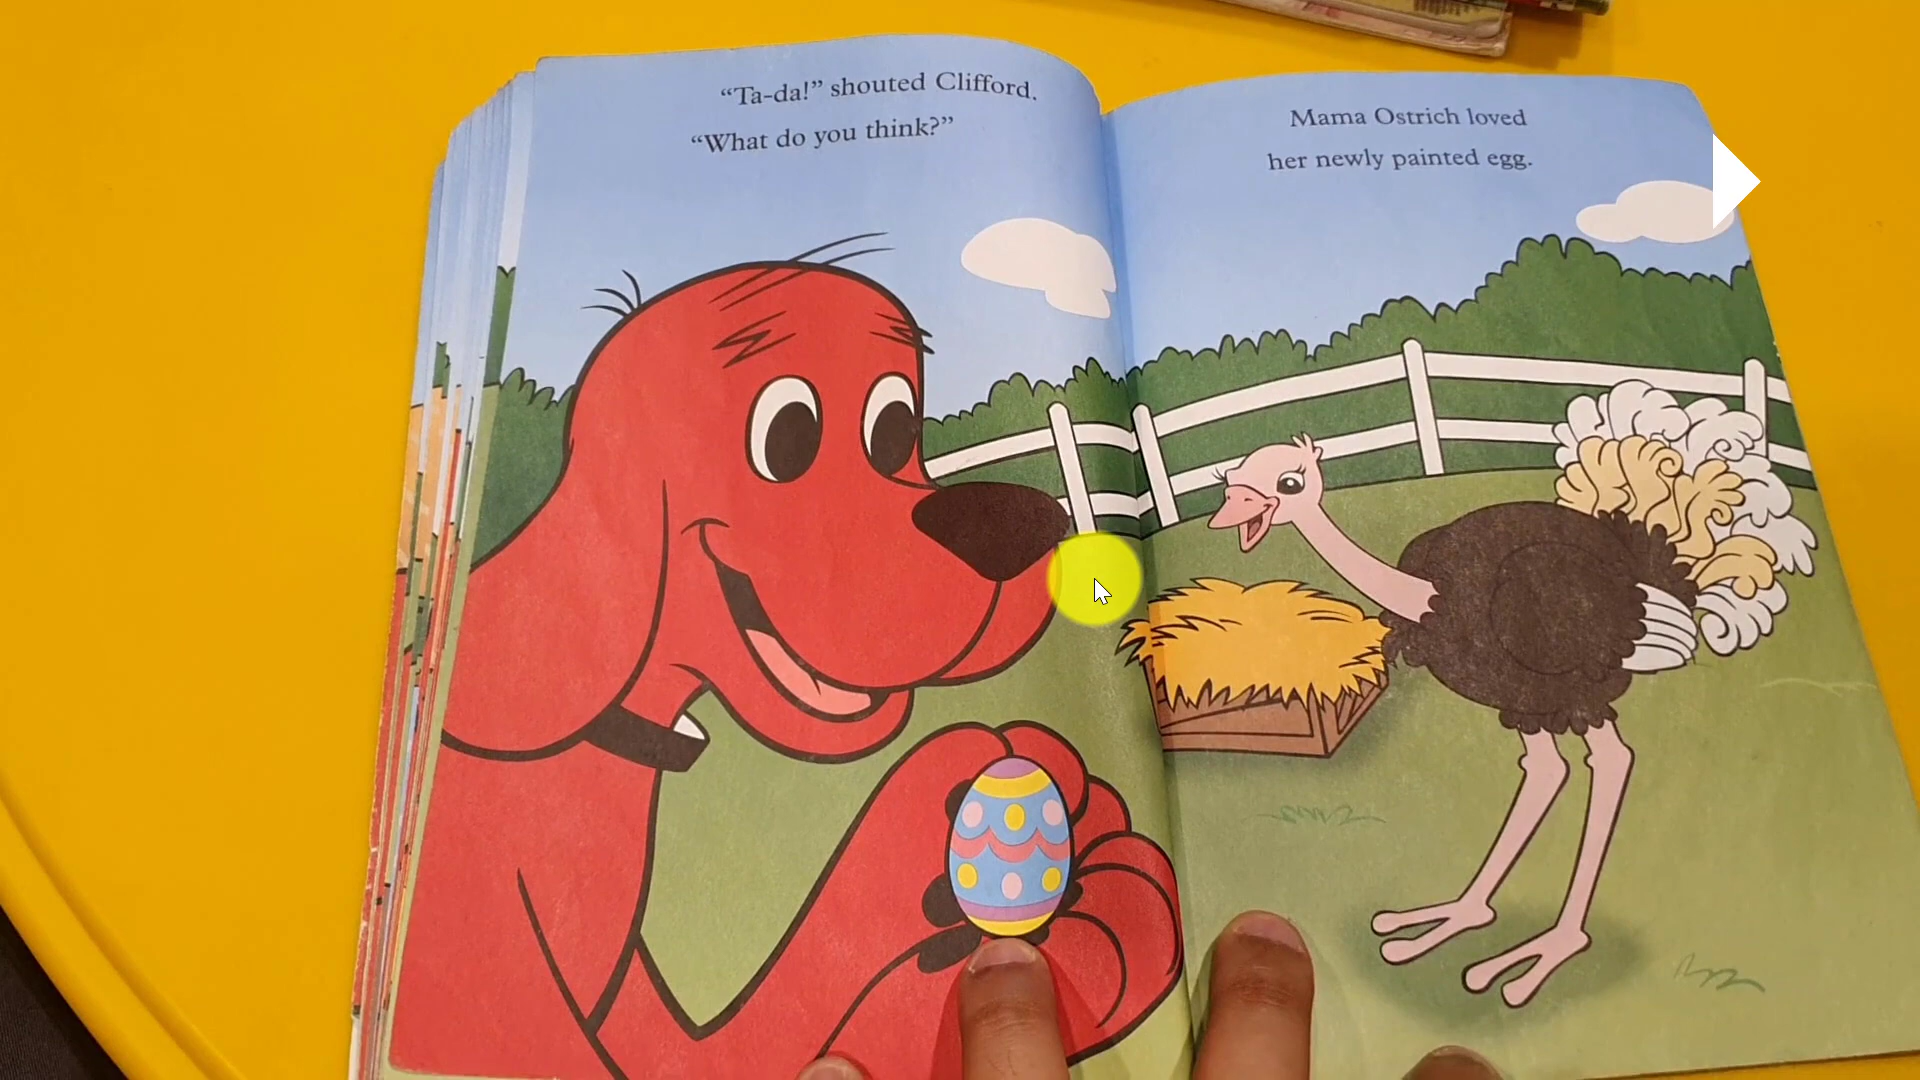 “Ta-da!” shouted Clifford.
“What do you think?”
Mama Ostrich loved
her newly painted egg.